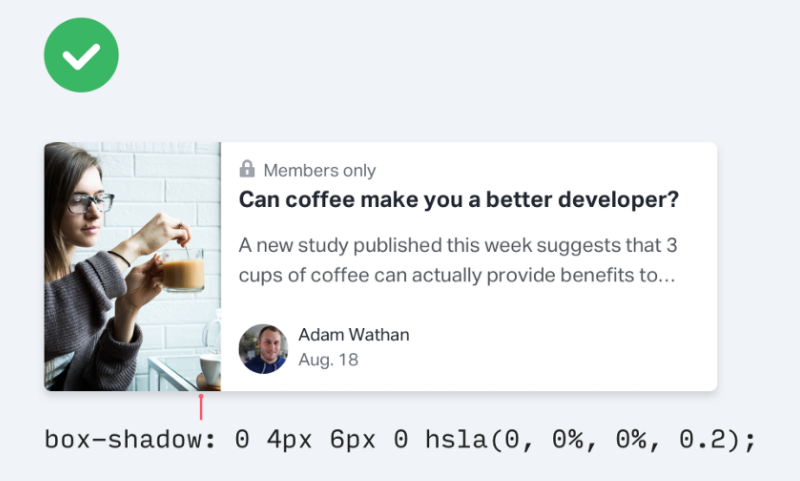 Members only
Can coffee make you a better developer?
A new study published this week suggests that 3
cups of coffee can actually provide benefits to…
Adam Wathan
Aug. 18
box-shadow: 0 4px 6px 0 hsla(0, 0%, 0%, 0.2);